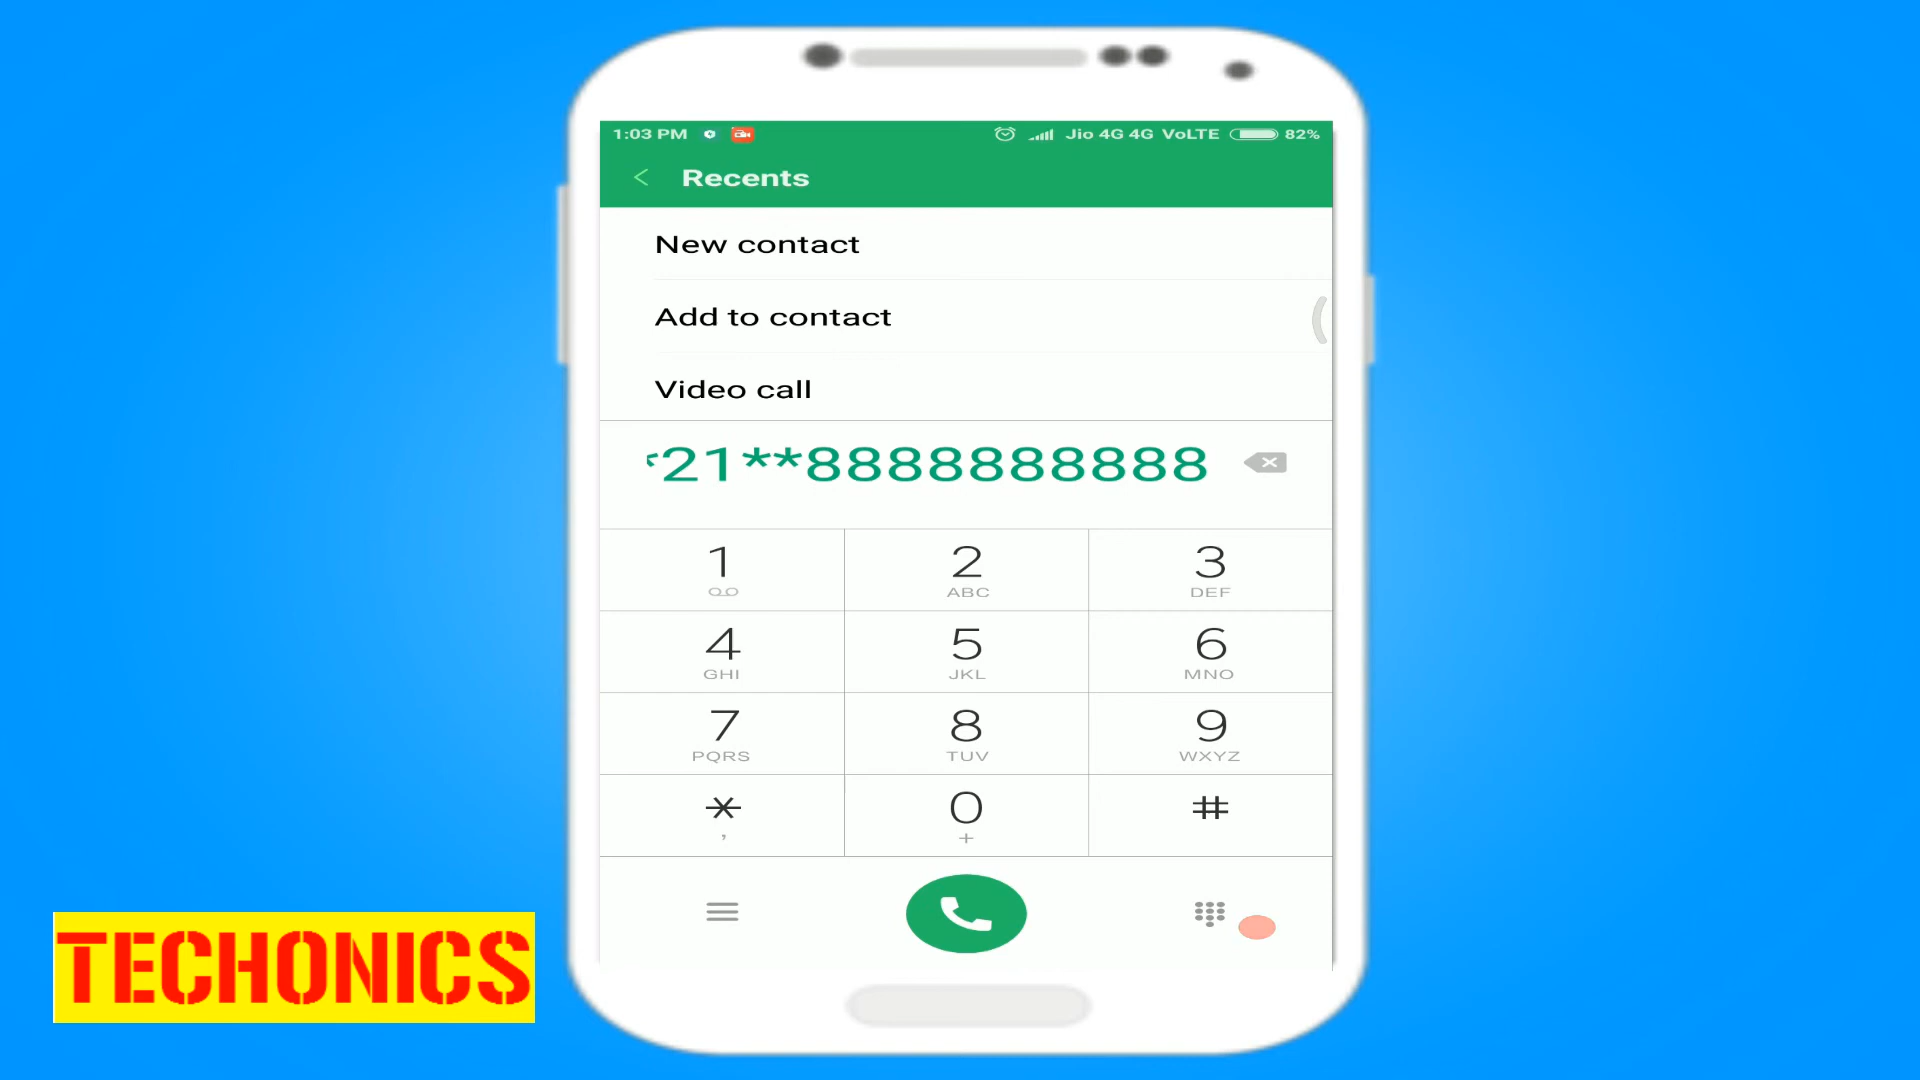 1:03 PM Jio 4G 4G VoLTE 82%
Recents
New contact
Add to contact
Video call
*21**8888888888
1 2 3
ABC DEF
4 5 6
GHI JKL MNO
7 8 9
PQRS TUV WXYZ
* 0 #
, +
TECHONICS